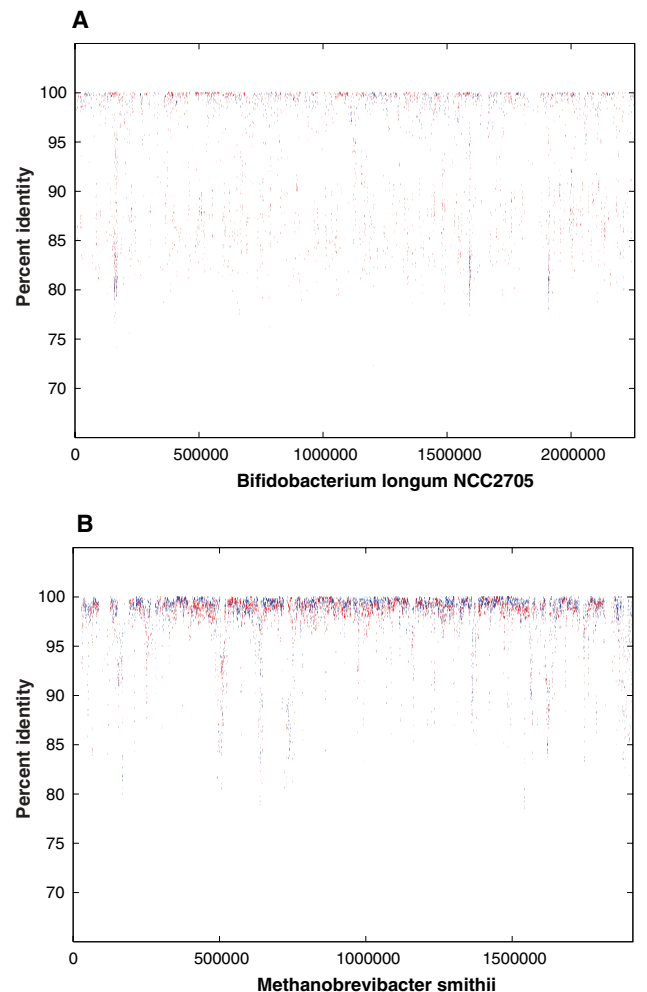 A
Percent identity
100
95
90
85
80
75
70
0 500000 1000000 1500000 2000000
Bifidobacterium longum NCC2705
B
Percent identity
100
95
90
85
80
75
70
0 500000 1000000 1500000
Methanobrevibacter smithii